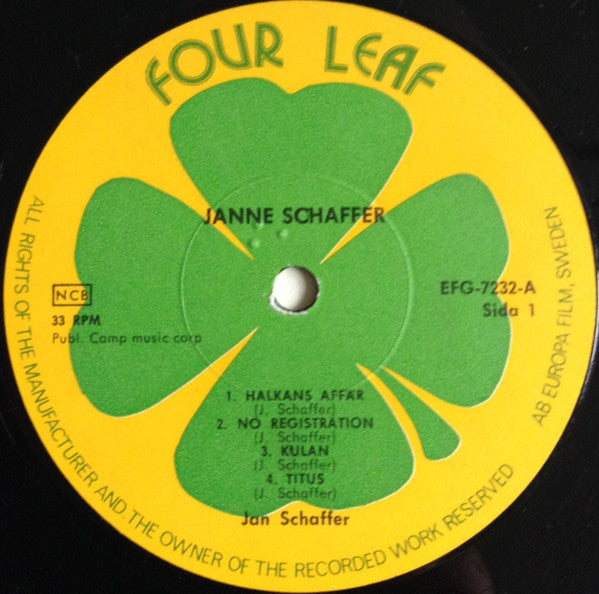 FOUR LEAF
JANNE SCHAFFER
NCB
33 RPM
Publ. Comp music corp
EFG-7232-A
Sida 1
1. HALKANS AFFÄR
(J. Schaffer)
2. NO REGISTRATION
(J. Schaffer)
3. KULAN
(J. Schaffer)
4. TITUS
(J. Schaffer)
Jan Schaffer
ALL RIGHTS OF THE MANUFACTURER AND THE OWNER OF THE RECORDED WORK RESERVED
AB EUROPA FILM, SWEDEN